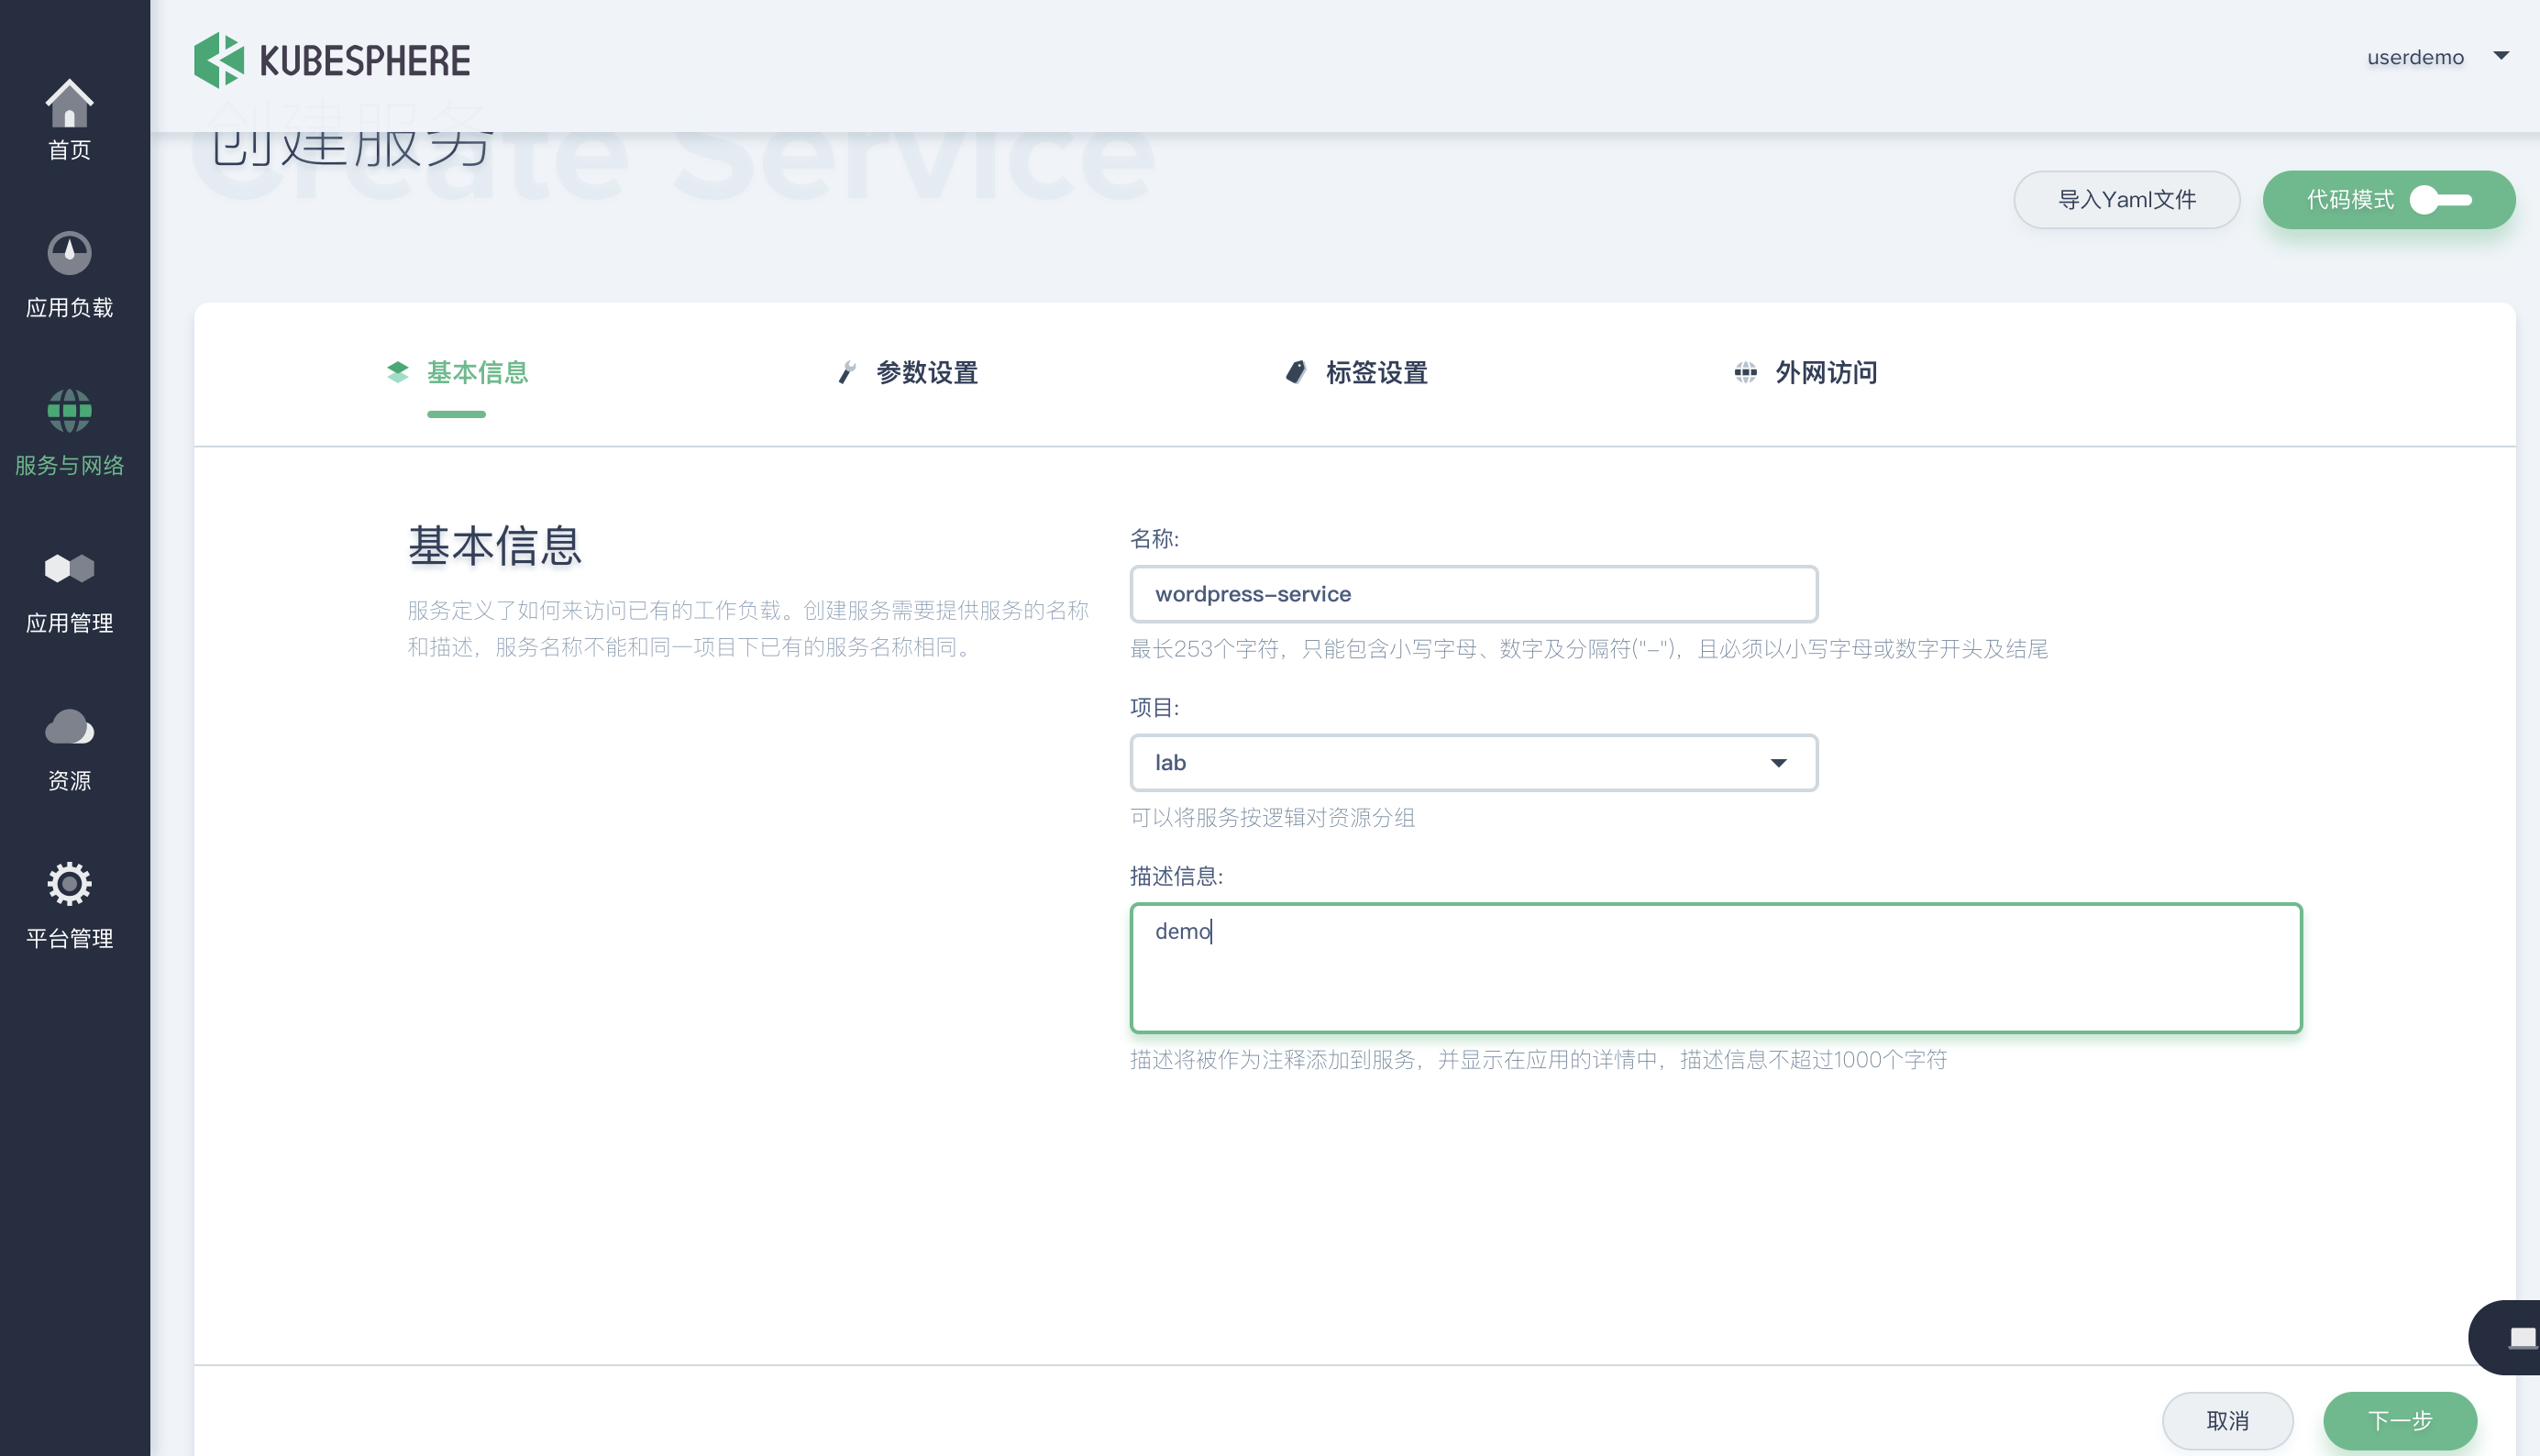 KUBESPHERE
userdemo
首页
应用负载
服务与网络
应用管理
资源
平台管理
创建服务
Create Service
导入Yaml文件
代码模式
基本信息
参数设置
标签设置
外网访问
基本信息
服务定义了如何来访问已有的工作负载。创建服务需要提供服务的名称
和描述，服务名称不能和同一项目下已有的服务名称相同。
名称:
wordpress-service
最长253个字符，只能包含小写字母、数字及分隔符("-")，且必须以小写字母或数字开头及结尾
项目:
lab
可以将服务按逻辑对资源分组
描述信息:
demo
描述将被作为注释添加到服务，并显示在应用的详情中，描述信息不超过1000个字符
取消
下一步